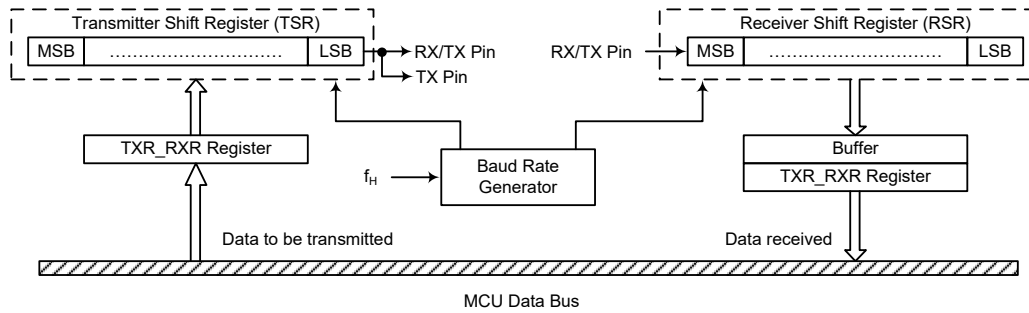 Transmitter Shift Register (TSR)
MSB ………………………… LSB
RX/TX Pin
TX Pin
Receiver Shift Register (RSR)
RX/TX Pin
MSB ………………………… LSB
TXR_RXR Register
Baud Rate
Generator
fH
Buffer
TXR_RXR Register
Data to be transmitted
Data received
MCU Data Bus